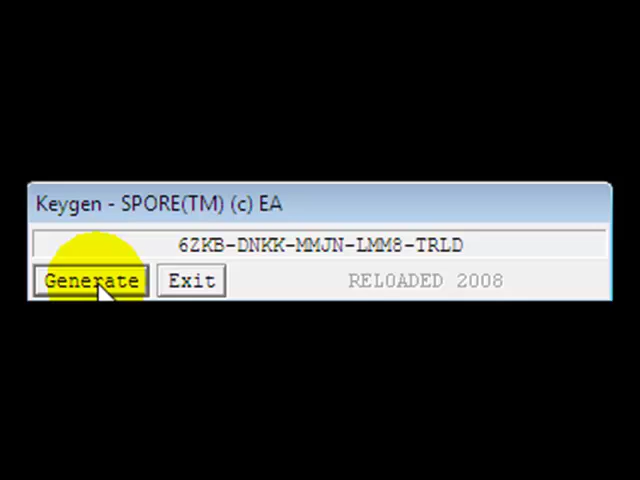 Keygen - SPORE(TM) (c) EA
6ZKB-DNKK-MMJN-LMM8-TRLD
Generate Exit RELOADED 2008